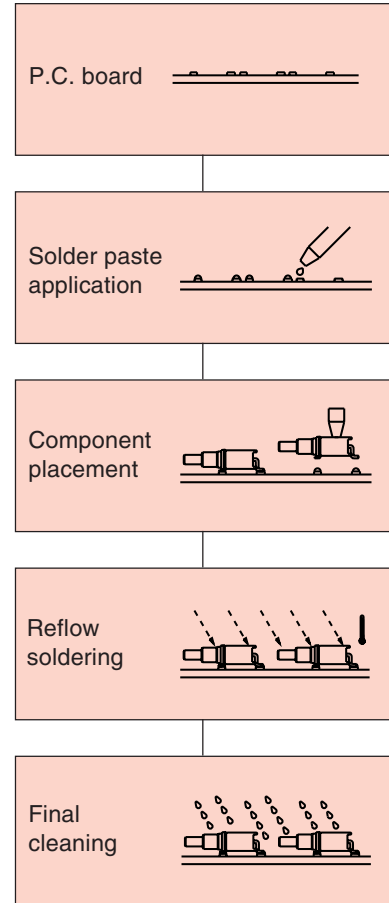 P.C. board
Solder paste
application
Component
placement
Reflow
soldering
Final
cleaning